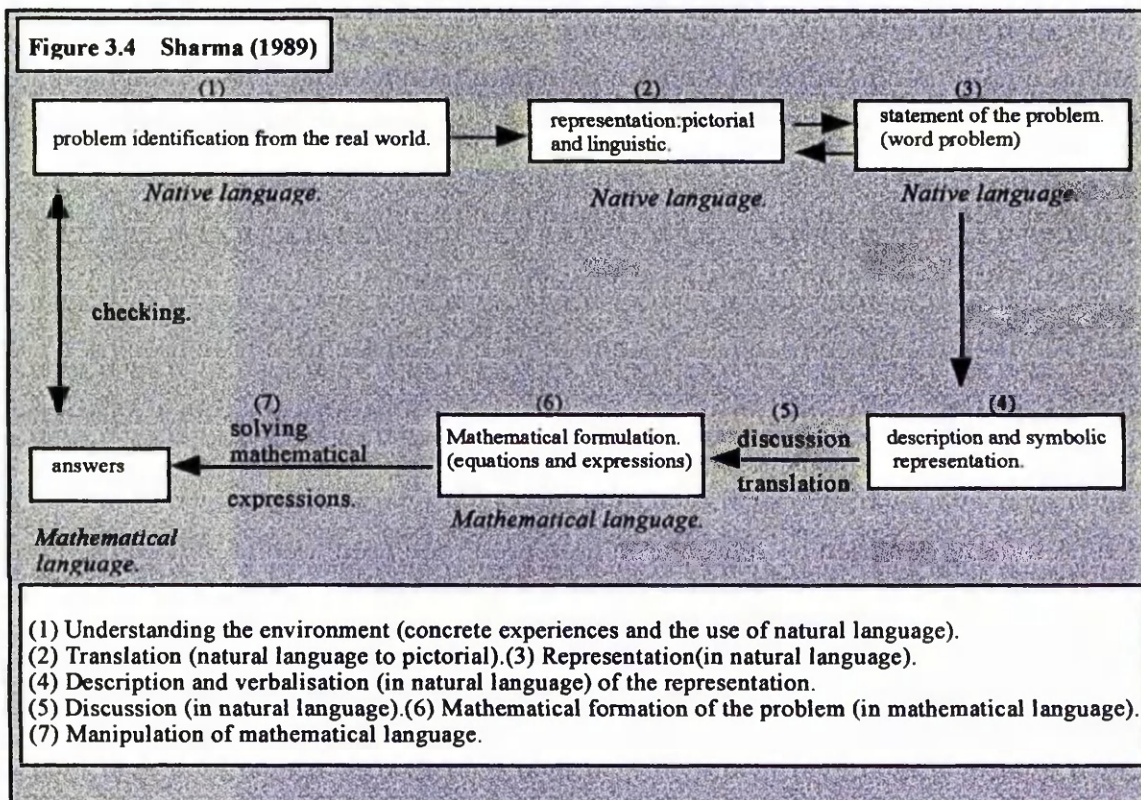 Figure 3.4 Sharma (1989)
(1)
problem identification from the real world.
Native language.
(2)
representation:pictorial
and linguistic.
Native language.
(3)
statement of the problem.
(word problem)
Native language.
checking.
(4)
description and symbolic
representation.
(5)
discussion
translation
(6)
Mathematical formulation.
(equations and expressions)
Mathematical language.
(7)
solving
mathematical
expressions.
answers
Mathematical
language.
(1) Understanding the environment (concrete experiences and the use of natural language).
(2) Translation (natural language to pictorial).(3) Representation(in natural language).
(4) Description and verbalisation (in natural language) of the representation.
(5) Discussion (in natural language).(6) Mathematical formation of the problem (in mathematical language).
(7) Manipulation of mathematical language.